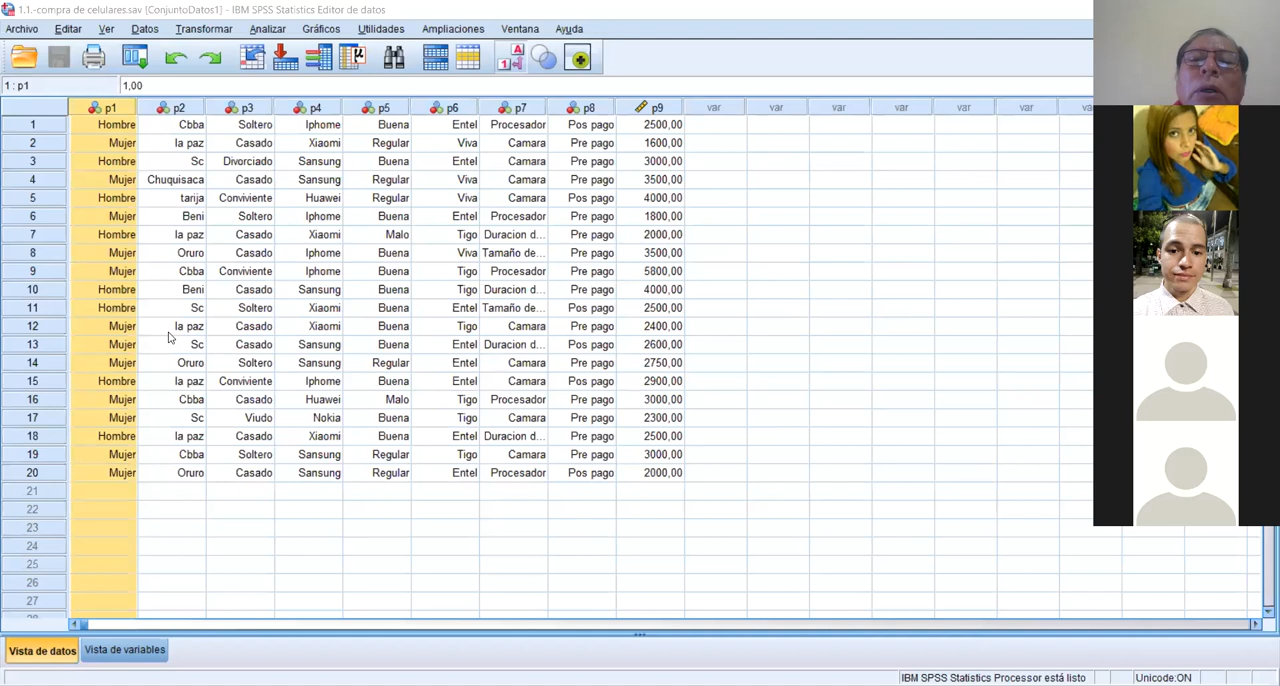 1.1.-compra de celulares.sav [ConjuntoDatos1] - IBM SPSS Statistics Editor de datos
Archivo Editar Ver Datos Transformar Analizar Gráficos Utilidades Ampliaciones Ventana Ayuda
1 : p1 1,00
p1 p2 p3 p4 p5 p6 p7 p8 p9 var var var var var var
1 Hombre Cbba Soltero Iphome Buena Entel Procesador Pos pago 2500,00
2 Mujer la paz Casado Xiaomi Regular Viva Camara Pre pago 1600,00
3 Hombre Sc Divorciado Sansung Buena Entel Camara Pre pago 3000,00
4 Mujer Chuquisaca Casado Sansung Regular Viva Camara Pre pago 3500,00
5 Hombre tarija Conviviente Huawei Regular Viva Camara Pos pago 4000,00
6 Mujer Beni Soltero Iphome Buena Entel Procesador Pre pago 1800,00
7 Hombre la paz Casado Xiaomi Malo Tigo Duracion d... Pre pago 2000,00
8 Mujer Oruro Casado Iphome Buena Viva Tamaño de... Pre pago 3500,00
9 Mujer Cbba Conviviente Iphome Buena Tigo Procesador Pre pago 5800,00
10 Hombre Beni Casado Sansung Buena Tigo Duracion d... Pre pago 4000,00
11 Hombre Sc Soltero Xiaomi Buena Entel Tamaño de... Pos pago 2500,00
12 Mujer la paz Casado Xiaomi Buena Tigo Camara Pre pago 2400,00
13 Mujer Sc Casado Sansung Buena Entel Duracion d... Pos pago 2600,00
14 Mujer Oruro Soltero Sansung Regular Entel Camara Pre pago 2750,00
15 Hombre la paz Conviviente Iphome Buena Entel Camara Pos pago 2900,00
16 Mujer Cbba Casado Huawei Malo Tigo Procesador Pre pago 3000,00
17 Mujer Sc Viudo Nokia Buena Tigo Camara Pos pago 2300,00
18 Hombre la paz Casado Xiaomi Buena Entel Duracion d... Pre pago 2500,00
19 Mujer Cbba Soltero Sansung Regular Tigo Camara Pre pago 3000,00
20 Mujer Oruro Casado Sansung Regular Entel Procesador Pos pago 2000,00
21
22
23
24
25
26
27
Vista de datos Vista de variables
IBM SPSS Statistics Processor está listo Unicode:ON